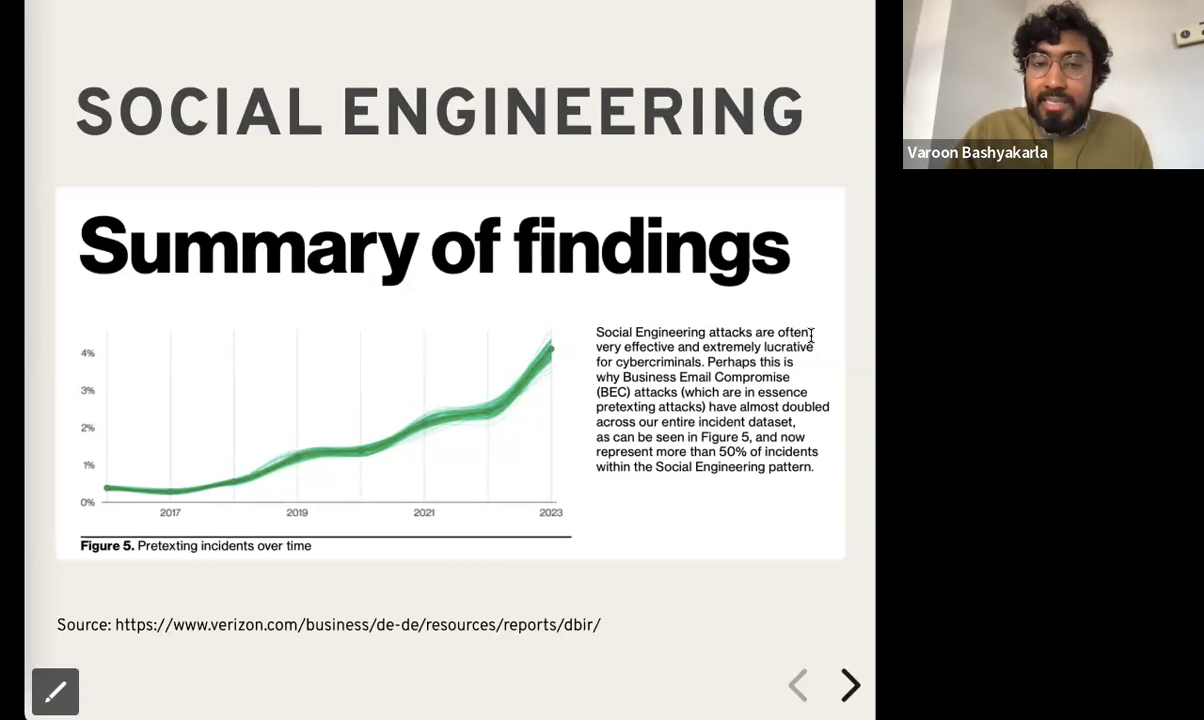 SOCIAL ENGINEERING
Summary of findings
4%
3%
2%
1%
0%
2017
2019
2021
2023
Figure 5. Pretexting incidents over time
Social Engineering attacks are often
very effective and extremely lucrative
for cybercriminals. Perhaps this is
why Business Email Compromise
(BEC) attacks (which are in essence
pretexting attacks) have almost doubled
across our entire incident dataset,
as can be seen in Figure 5, and now
represent more than 50% of incidents
within the Social Engineering pattern.
Source: https://www.verizon.com/business/de-de/resources/reports/dbir/
Varoon Bashyakarla